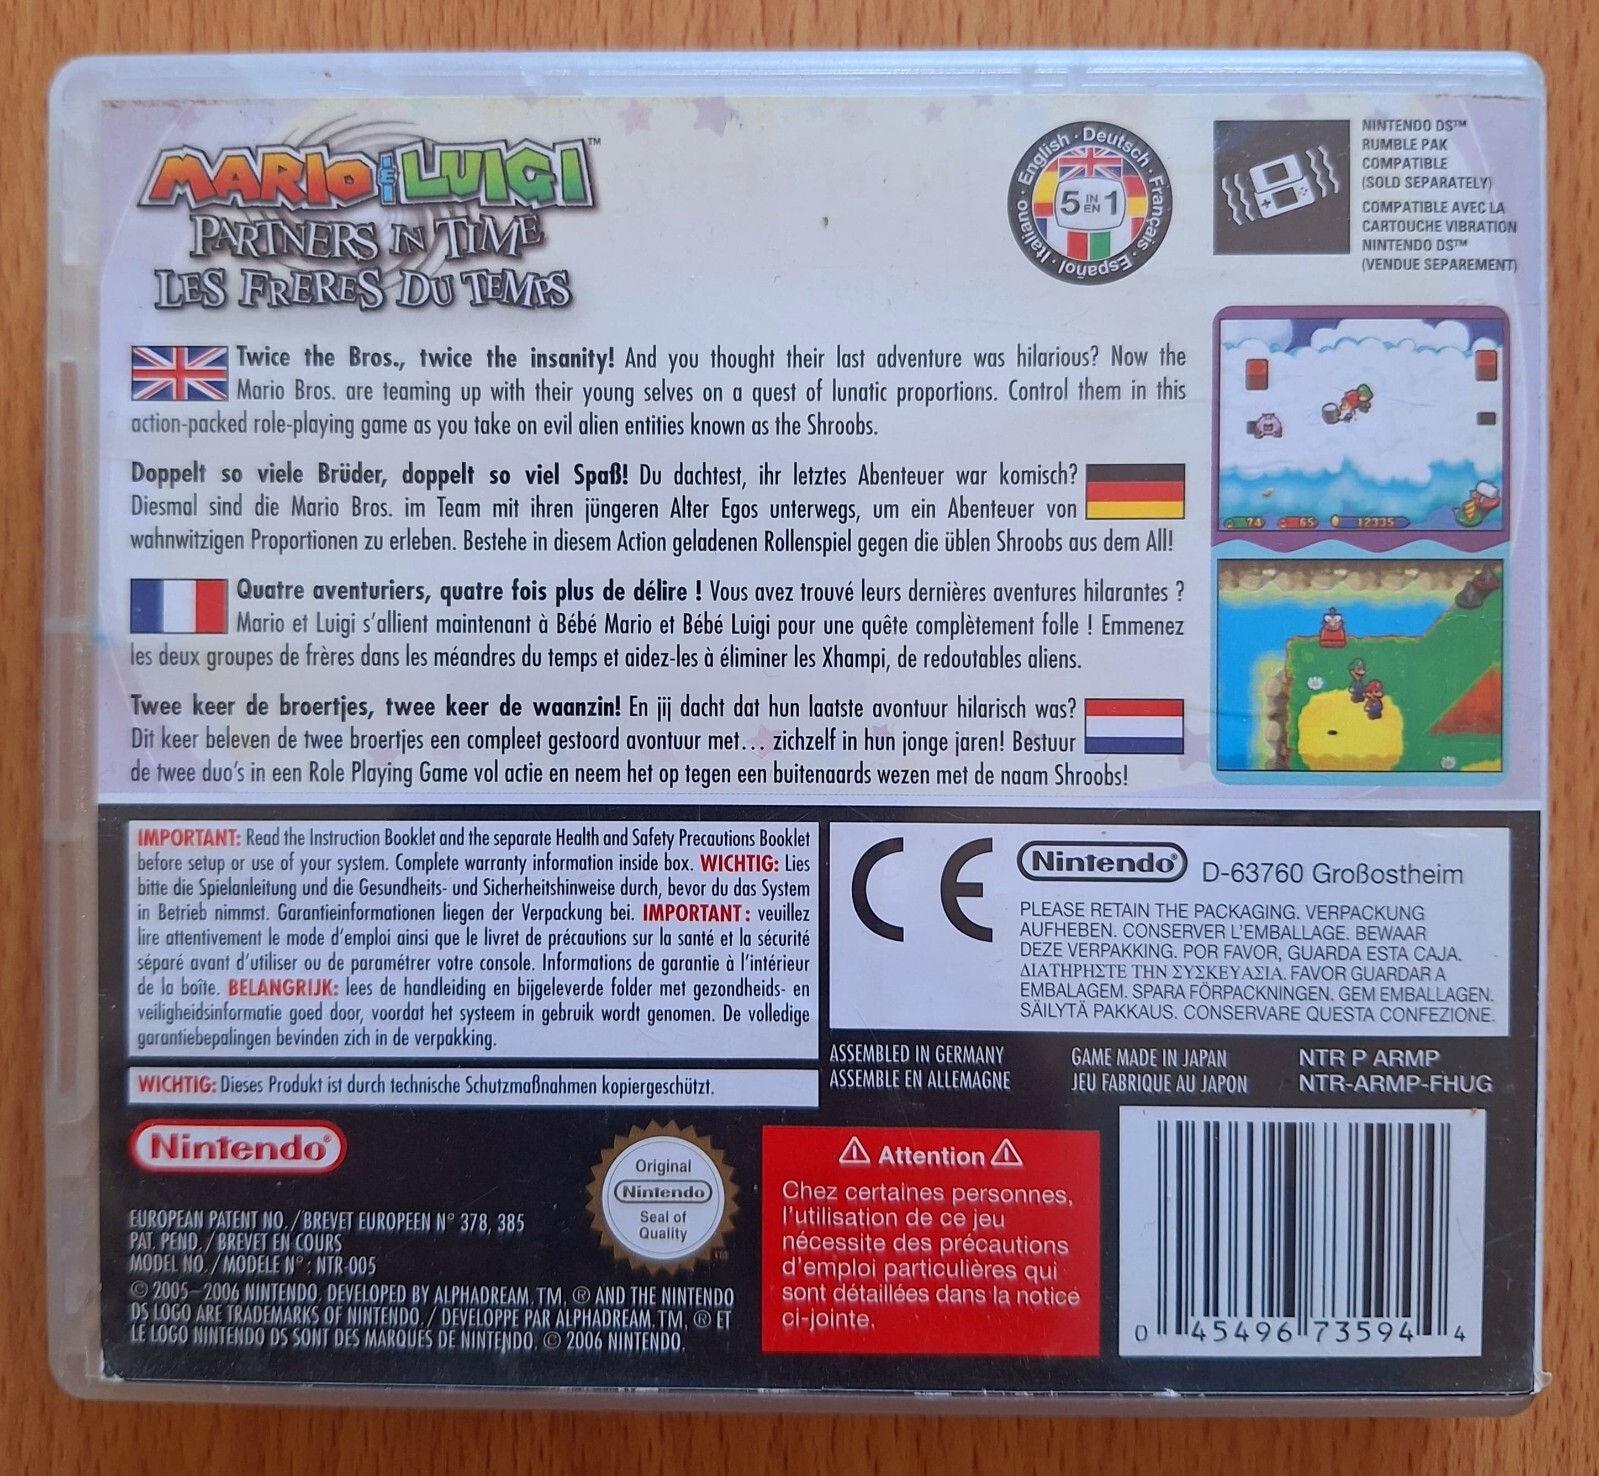 MARIO & LUIGI™
PARTNERS IN TIME
LES FRERES DU TEMPS
English · Deutsch · Français · Español · Italiano ·
5 IN EN 1
NINTENDO DS™
RUMBLE PAK
COMPATIBLE
(SOLD SEPARATELY)
COMPATIBLE AVEC LA
CARTOUCHE VIBRATION
NINTENDO DS™
(VENDUE SEPAREMENT)
Twice the Bros., twice the insanity! And you thought their last adventure was hilarious? Now the
Mario Bros. are teaming up with their young selves on a quest of lunatic proportions. Control them in this
action-packed role-playing game as you take on evil alien entities known as the Shroobs.
Doppelt so viele Brüder, doppelt so viel Spaß! Du dachtest, ihr letztes Abenteuer war komisch?
Diesmal sind die Mario Bros. im Team mit ihren jüngeren Alter Egos unterwegs, um ein Abenteuer von
wahnwitzigen Proportionen zu erleben. Bestehe in diesem Action geladenen Rollenspiel gegen die üblen Shroobs aus dem All!
Quatre aventuriers, quatre fois plus de délire ! Vous avez trouvé leurs dernières aventures hilarantes ?
Mario et Luigi s'allient maintenant à Bébé Mario et Bébé Luigi pour une quête complètement folle ! Emmenez
les deux groupes de frères dans les méandres du temps et aidez-les à éliminer les Xhampi, de redoutables aliens.
Twee keer de broertjes, twee keer de waanzin! En jij dacht dat hun laatste avontuur hilarisch was?
Dit keer beleven de twee broertjes een compleet gestoord avontuur met... zichzelf in hun jonge jaren! Bestuur
de twee duo's in een Role Playing Game vol actie en neem het op tegen een buitenaards wezen met de naam Shroobs!
74 65 12335
IMPORTANT: Read the Instruction Booklet and the separate Health and Safety Precautions Booklet
before setup or use of your system. Complete warranty information inside box. WICHTIG: Lies
bitte die Spielanleitung und die Gesundheits- und Sicherheitshinweise durch, bevor du das System
in Betrieb nimmst. Garantieinformationen liegen der Verpackung bei. IMPORTANT : veuillez
lire attentivement le mode d'emploi ainsi que le livret de précautions sur la santé et la sécurité
séparé avant d'utiliser ou de paramétrer votre console. Informations de garantie à l'intérieur
de la boîte. BELANGRIJK: lees de handleiding en bijgeleverde folder met gezondheids- en
veiligheidsinformatie goed door, voordat het systeem in gebruik wordt genomen. De volledige
garantiebepalingen bevinden zich in de verpakking.
WICHTIG: Dieses Produkt ist durch technische Schutzmaßnahmen kopiergeschützt.
CE
Nintendo® D-63760 Großostheim
PLEASE RETAIN THE PACKAGING. VERPACKUNG
AUFHEBEN. CONSERVER L'EMBALLAGE. BEWAAR
DEZE VERPAKKING. POR FAVOR, GUARDA ESTA CAJA.
ΔΙΑΤΗΡΗΣΤΕ ΤΗΝ ΣΥΣΚΕΥΑΣΙΑ. FAVOR GUARDAR A
EMBALAGEM. SPARA FÖRPACKNINGEN. GEM EMBALLAGEN.
SÄILYTÄ PAKKAUS. CONSERVARE QUESTA CONFEZIONE.
ASSEMBLED IN GERMANY
ASSEMBLE EN ALLEMAGNE
GAME MADE IN JAPAN
JEU FABRIQUE AU JAPON
NTR P ARMP
NTR-ARMP-FHUG
Nintendo®
EUROPEAN PATENT NO. / BREVET EUROPEEN N° 378, 385
PAT. PEND. / BREVET EN COURS
MODEL NO. / MODELE N° : NTR-005
© 2005–2006 NINTENDO. DEVELOPED BY ALPHADREAM. TM, ® AND THE NINTENDO
DS LOGO ARE TRADEMARKS OF NINTENDO. / DEVELOPPE PAR ALPHADREAM. TM, ® ET
LE LOGO NINTENDO DS SONT DES MARQUES DE NINTENDO. © 2006 NINTENDO.
Original
Nintendo
Seal of
Quality
TM
Attention
Chez certaines personnes,
l'utilisation de ce jeu
nécessite des précautions
d'emploi particulières qui
sont détaillées dans la notice
ci-jointe.
0 45496 73594 4